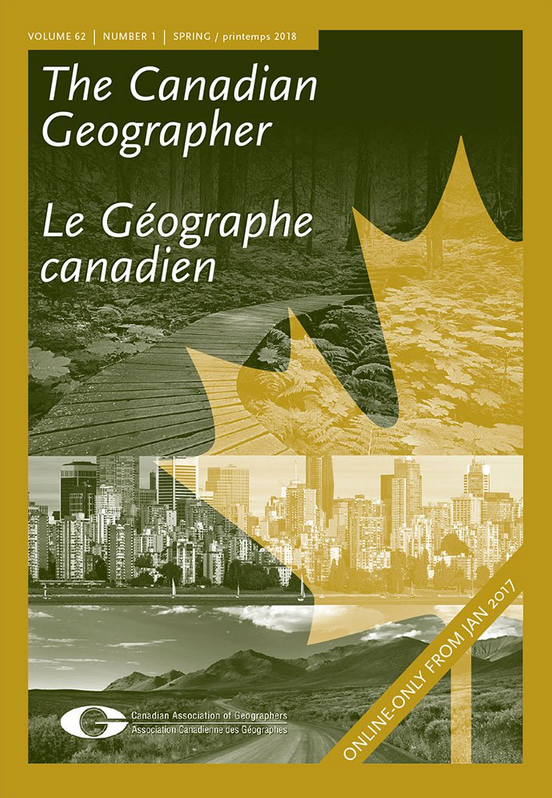 VOLUME 62 | NUMBER 1 | SPRING / printemps 2018
The Canadian
Geographer
Le Géographe
canadien
ONLINE-ONLY FROM JAN 2017
Canadian Association of Geographers
Association Canadienne des Géographes